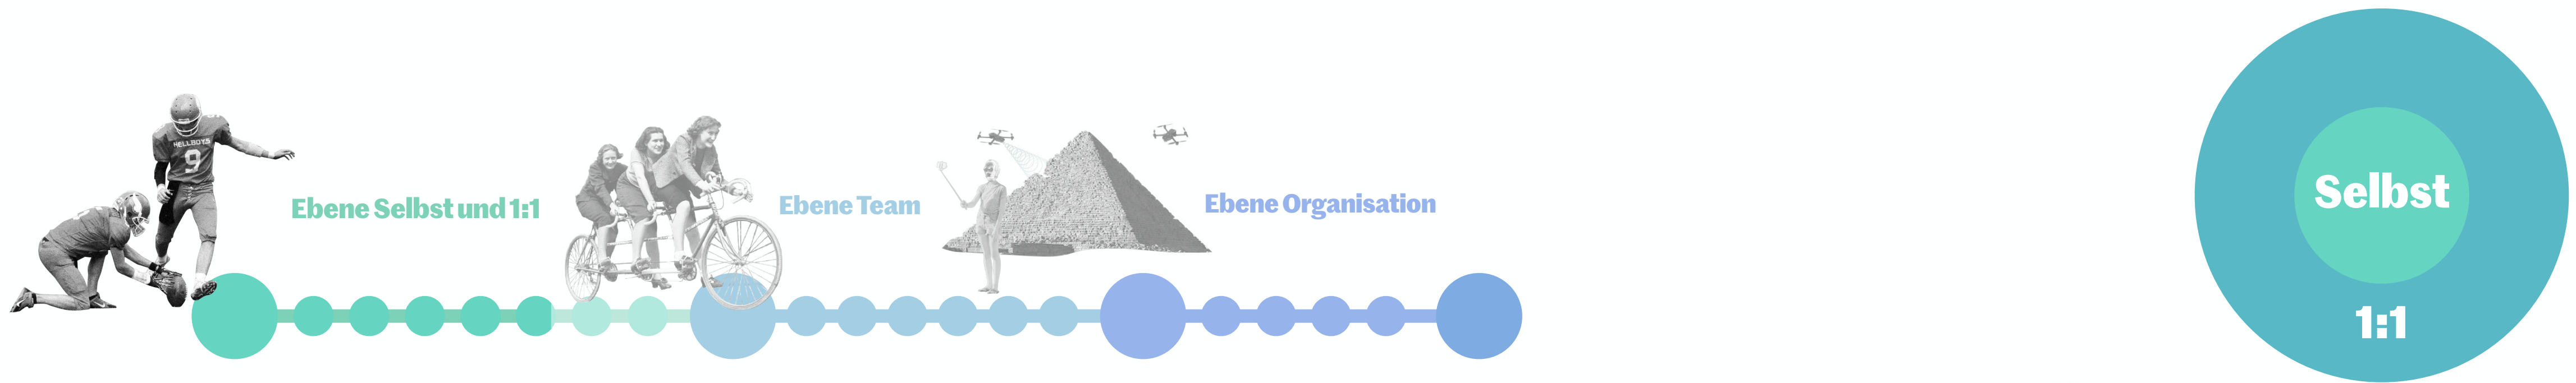 HELLBOYS
9
Ebene Selbst und 1:1
Ebene Team
Ebene Organisation
Selbst
1:1